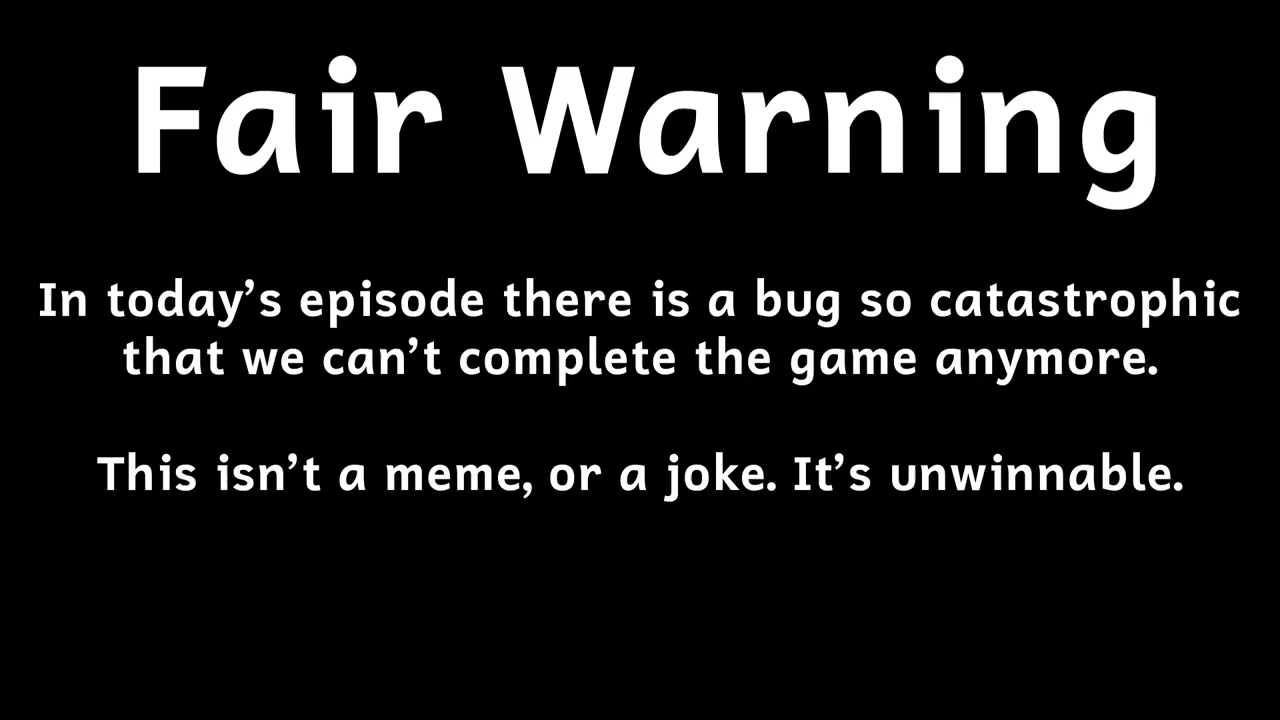 Fair Warning
In today's episode there is a bug so catastrophic
that we can't complete the game anymore.
This isn't a meme, or a joke. It's unwinnable.